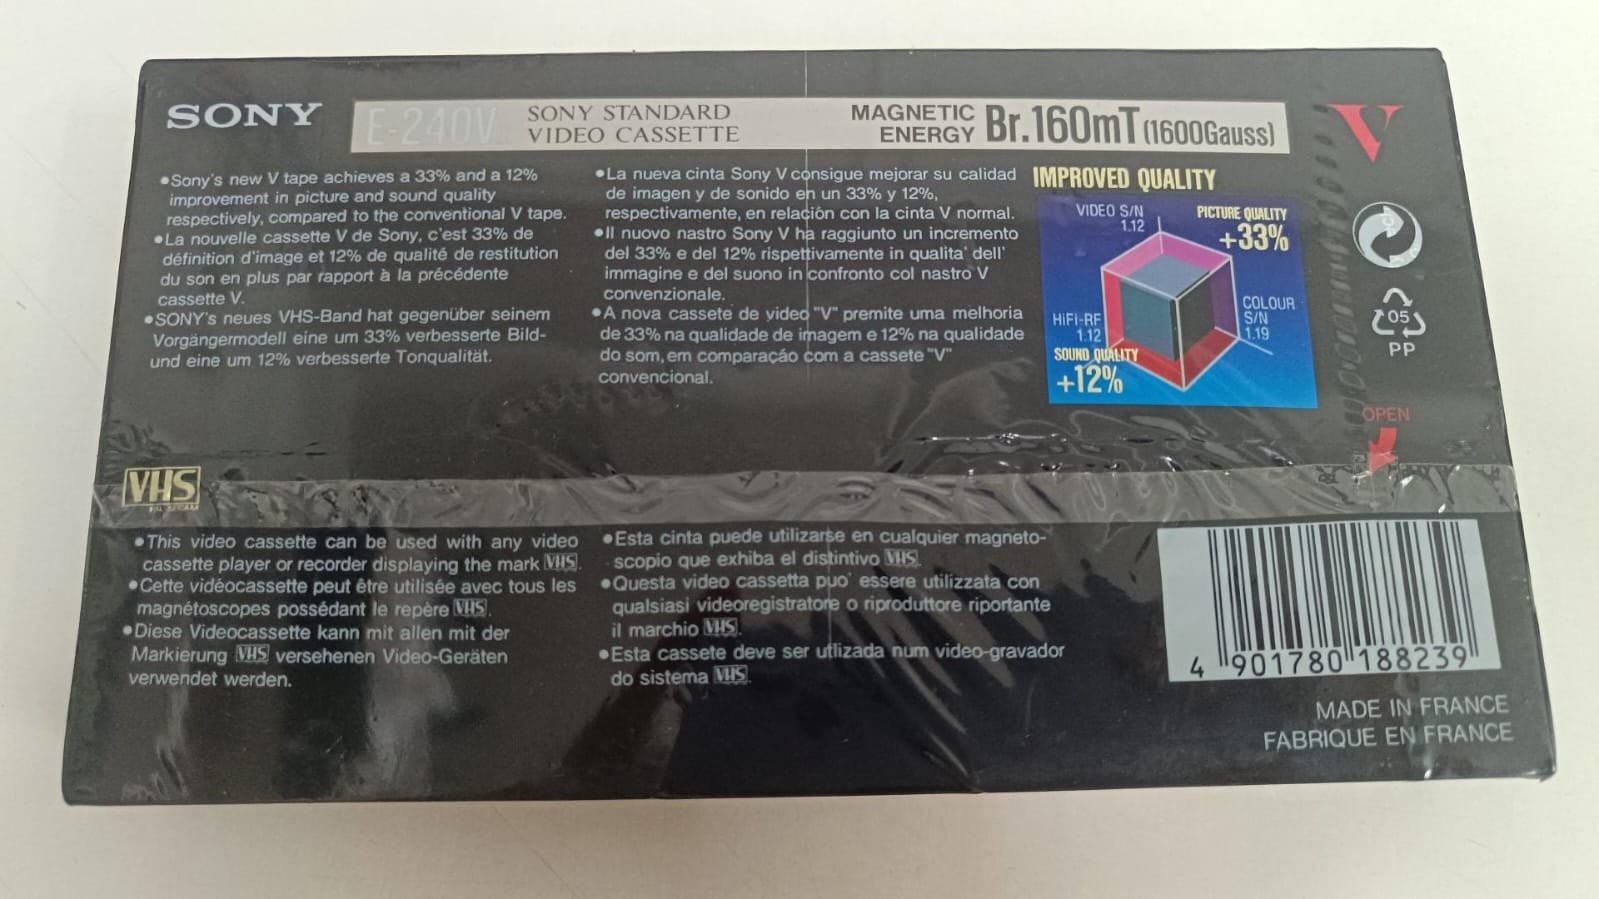 SONY
E-240V
SONY STANDARD
VIDEO CASSETTE
MAGNETIC
ENERGY
Br.160mT (1600Gauss)
V
•Sony's new V tape achieves a 33% and a 12%
improvement in picture and sound quality
respectively, compared to the conventional V tape.
•La nouvelle cassette V de Sony, c'est 33% de
définition d'image et 12% de qualité de restitution
du son en plus par rapport à la précédente
cassette V.
•SONY's neues VHS-Band hat gegenüber seinem
Vorgängermodell eine um 33% verbesserte Bild-
und eine um 12% verbesserte Tonqualität.
•La nueva cinta Sony V consigue mejorar su calidad
de imagen y de sonido en un 33% y 12%,
respectivamente, en relación con la cinta V normal.
•Il nuovo nastro Sony V ha raggiunto un incremento
del 33% e del 12% rispettivamente in qualita' dell'
immagine e del suono in confronto col nastro V
convenzionale.
•A nova cassete de video "V" premite uma melhoria
de 33% na qualidade de imagem e 12% na qualidade
do som, em comparação com a cassete "V"
convencional.
IMPROVED QUALITY
VIDEO S/N
1.12
PICTURE QUALITY
+33%
COLOUR
S/N
1.19
HiFi-RF
1.12
SOUND QUALITY
+12%
05
PP
OPEN
VHS
PAL SECAM
•This video cassette can be used with any video
cassette player or recorder displaying the mark VHS.
•Cette vidéocassette peut être utilisée avec tous les
magnétoscopes possédant le repère VHS.
•Diese Videocassette kann mit allen mit der
Markierung VHS versehenen Video-Geräten
verwendet werden.
•Esta cinta puede utilizarse en cualquier magneto-
scopio que exhiba el distintivo VHS.
•Questa video cassetta puo' essere utilizzata con
qualsiasi videoregistratore o riproduttore riportante
il marchio VHS.
•Esta cassete deve ser utlizada num video-gravador
do sistema VHS.
4 901780 188239
MADE IN FRANCE
FABRIQUE EN FRANCE